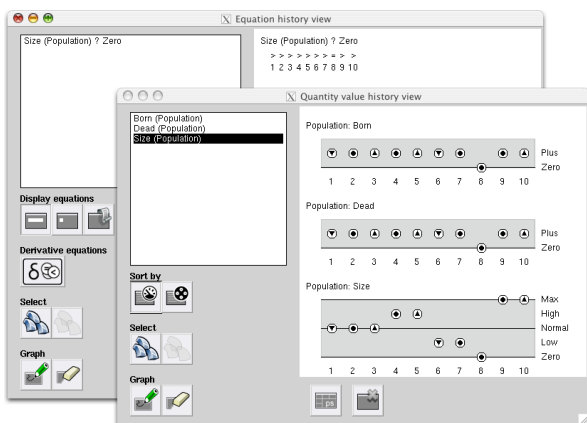 Equation history view
Size (Population) ? Zero
Size (Population) ? Zero
> > > > > > > = > >
1 2 3 4 5 6 7 8 9 10
Display equations
Derivative equations
Select
Graph
Quantity value history view
Born (Population)
Dead (Population)
Size (Population)
Sort by
Select
Graph
Population: Born
Plus
Zero
1 2 3 4 5 6 7 8 9 10
Population: Dead
Plus
Zero
1 2 3 4 5 6 7 8 9 10
Population: Size
Max
High
Normal
Low
Zero
1 2 3 4 5 6 7 8 9 10
ps